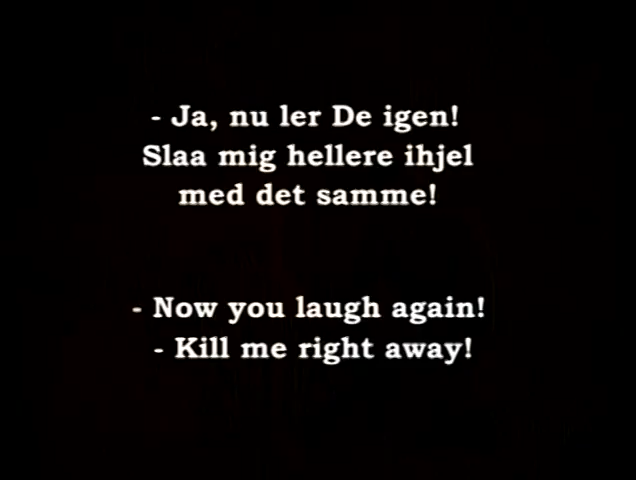 - Ja, nu ler De igen!
Slaa mig hellere ihjel
med det samme!
- Now you laugh again!
- Kill me right away!